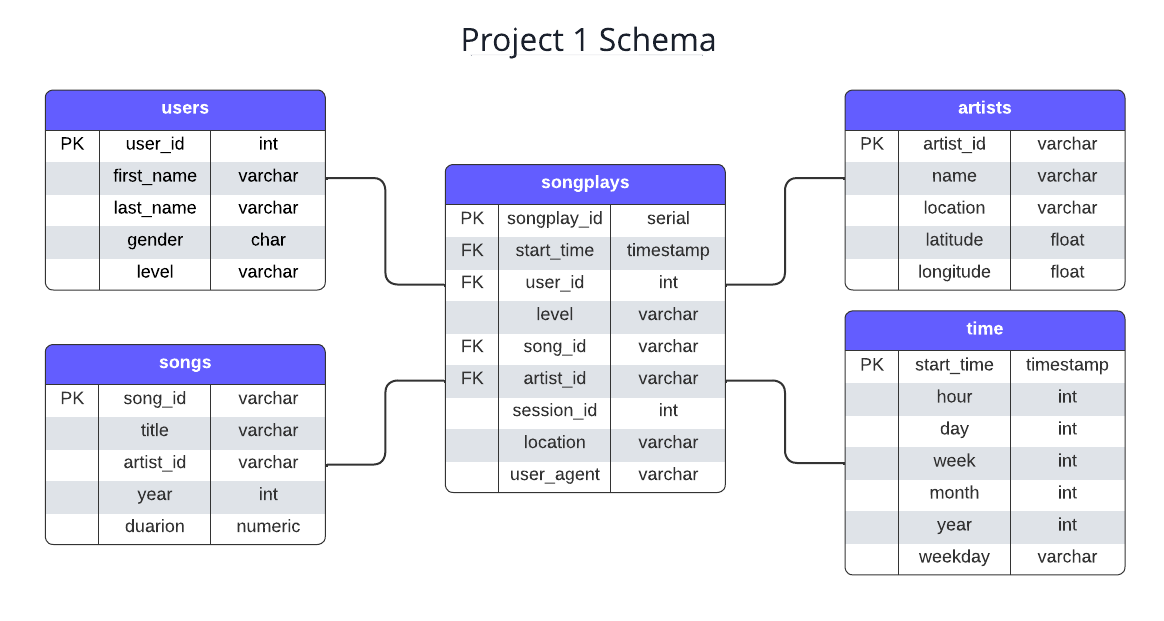 Project 1 Schema
users
PK user_id int
first_name varchar
last_name varchar
gender char
level varchar
songs
PK song_id varchar
title varchar
artist_id varchar
year int
duarion numeric
songplays
PK songplay_id serial
FK start_time timestamp
FK user_id int
level varchar
FK song_id varchar
FK artist_id varchar
session_id int
location varchar
user_agent varchar
artists
PK artist_id varchar
name varchar
location varchar
latitude float
longitude float
time
PK start_time timestamp
hour int
day int
week int
month int
year int
weekday varchar